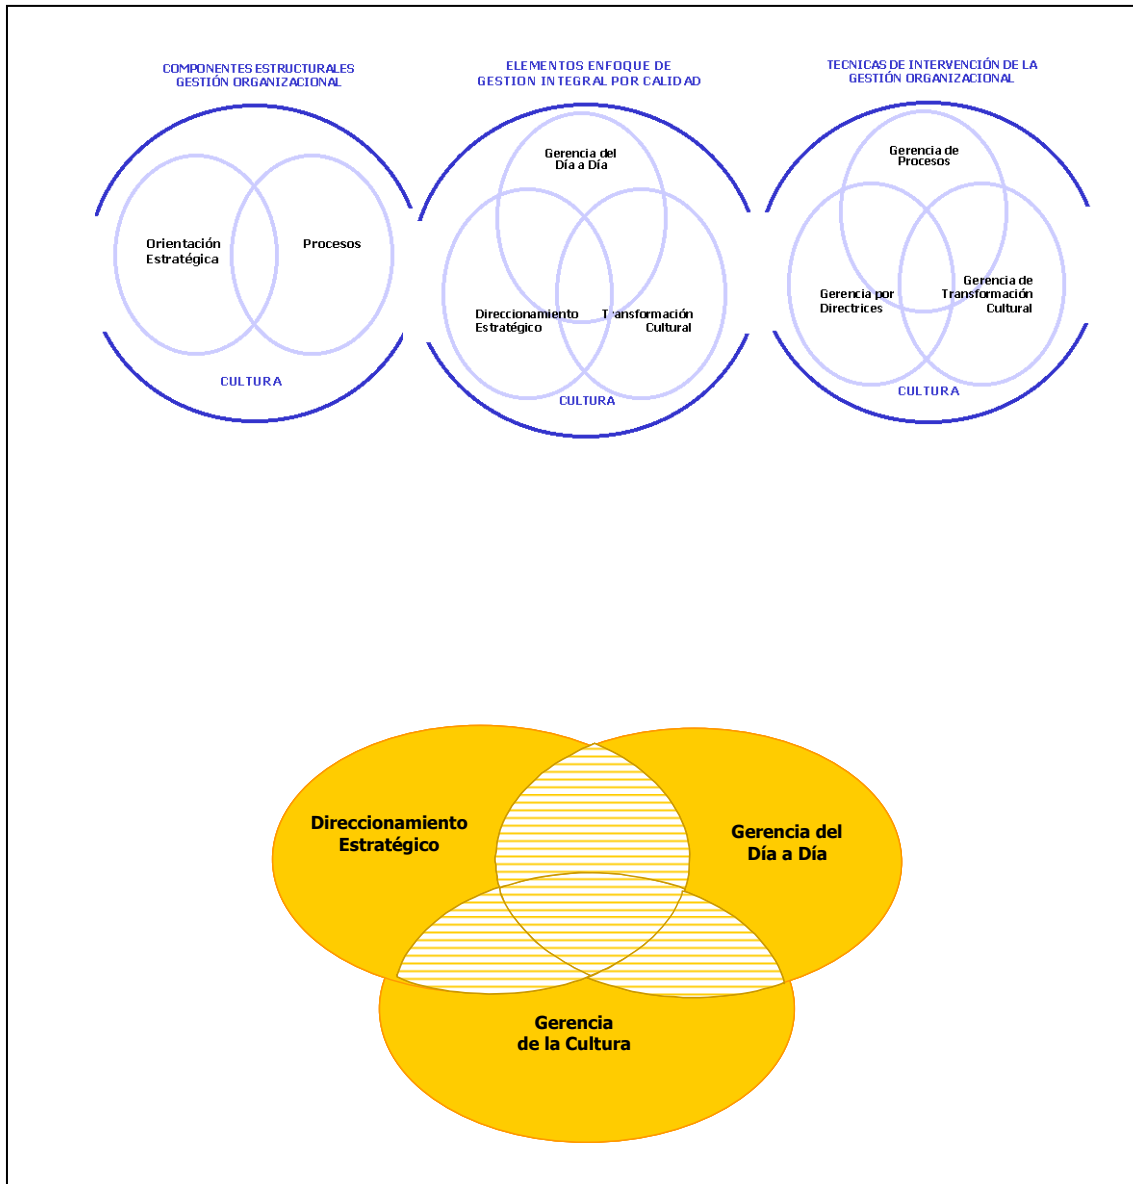 COMPONENTES ESTRUCTURALES
GESTIÓN ORGANIZACIONAL
Orientación
Estratégica
Procesos
CULTURA
ELEMENTOS ENFOQUE DE
GESTION INTEGRAL POR CALIDAD
Gerencia del
Día a Día
Direccionamiento
Estratégico
Transformación
Cultural
CULTURA
TECNICAS DE INTERVENCIÓN DE LA
GESTIÓN ORGANIZACIONAL
Gerencia de
Procesos
Gerencia por
Directrices
Gerencia de
Transformación
Cultural
CULTURA
Direccionamiento
Estratégico
Gerencia del
Día a Día
Gerencia
de la Cultura